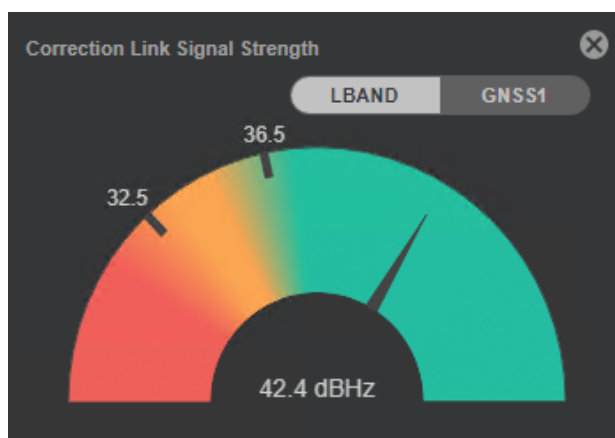 Correction Link Signal Strength
LBAND GNSS1
36.5
32.5
42.4 dBHz